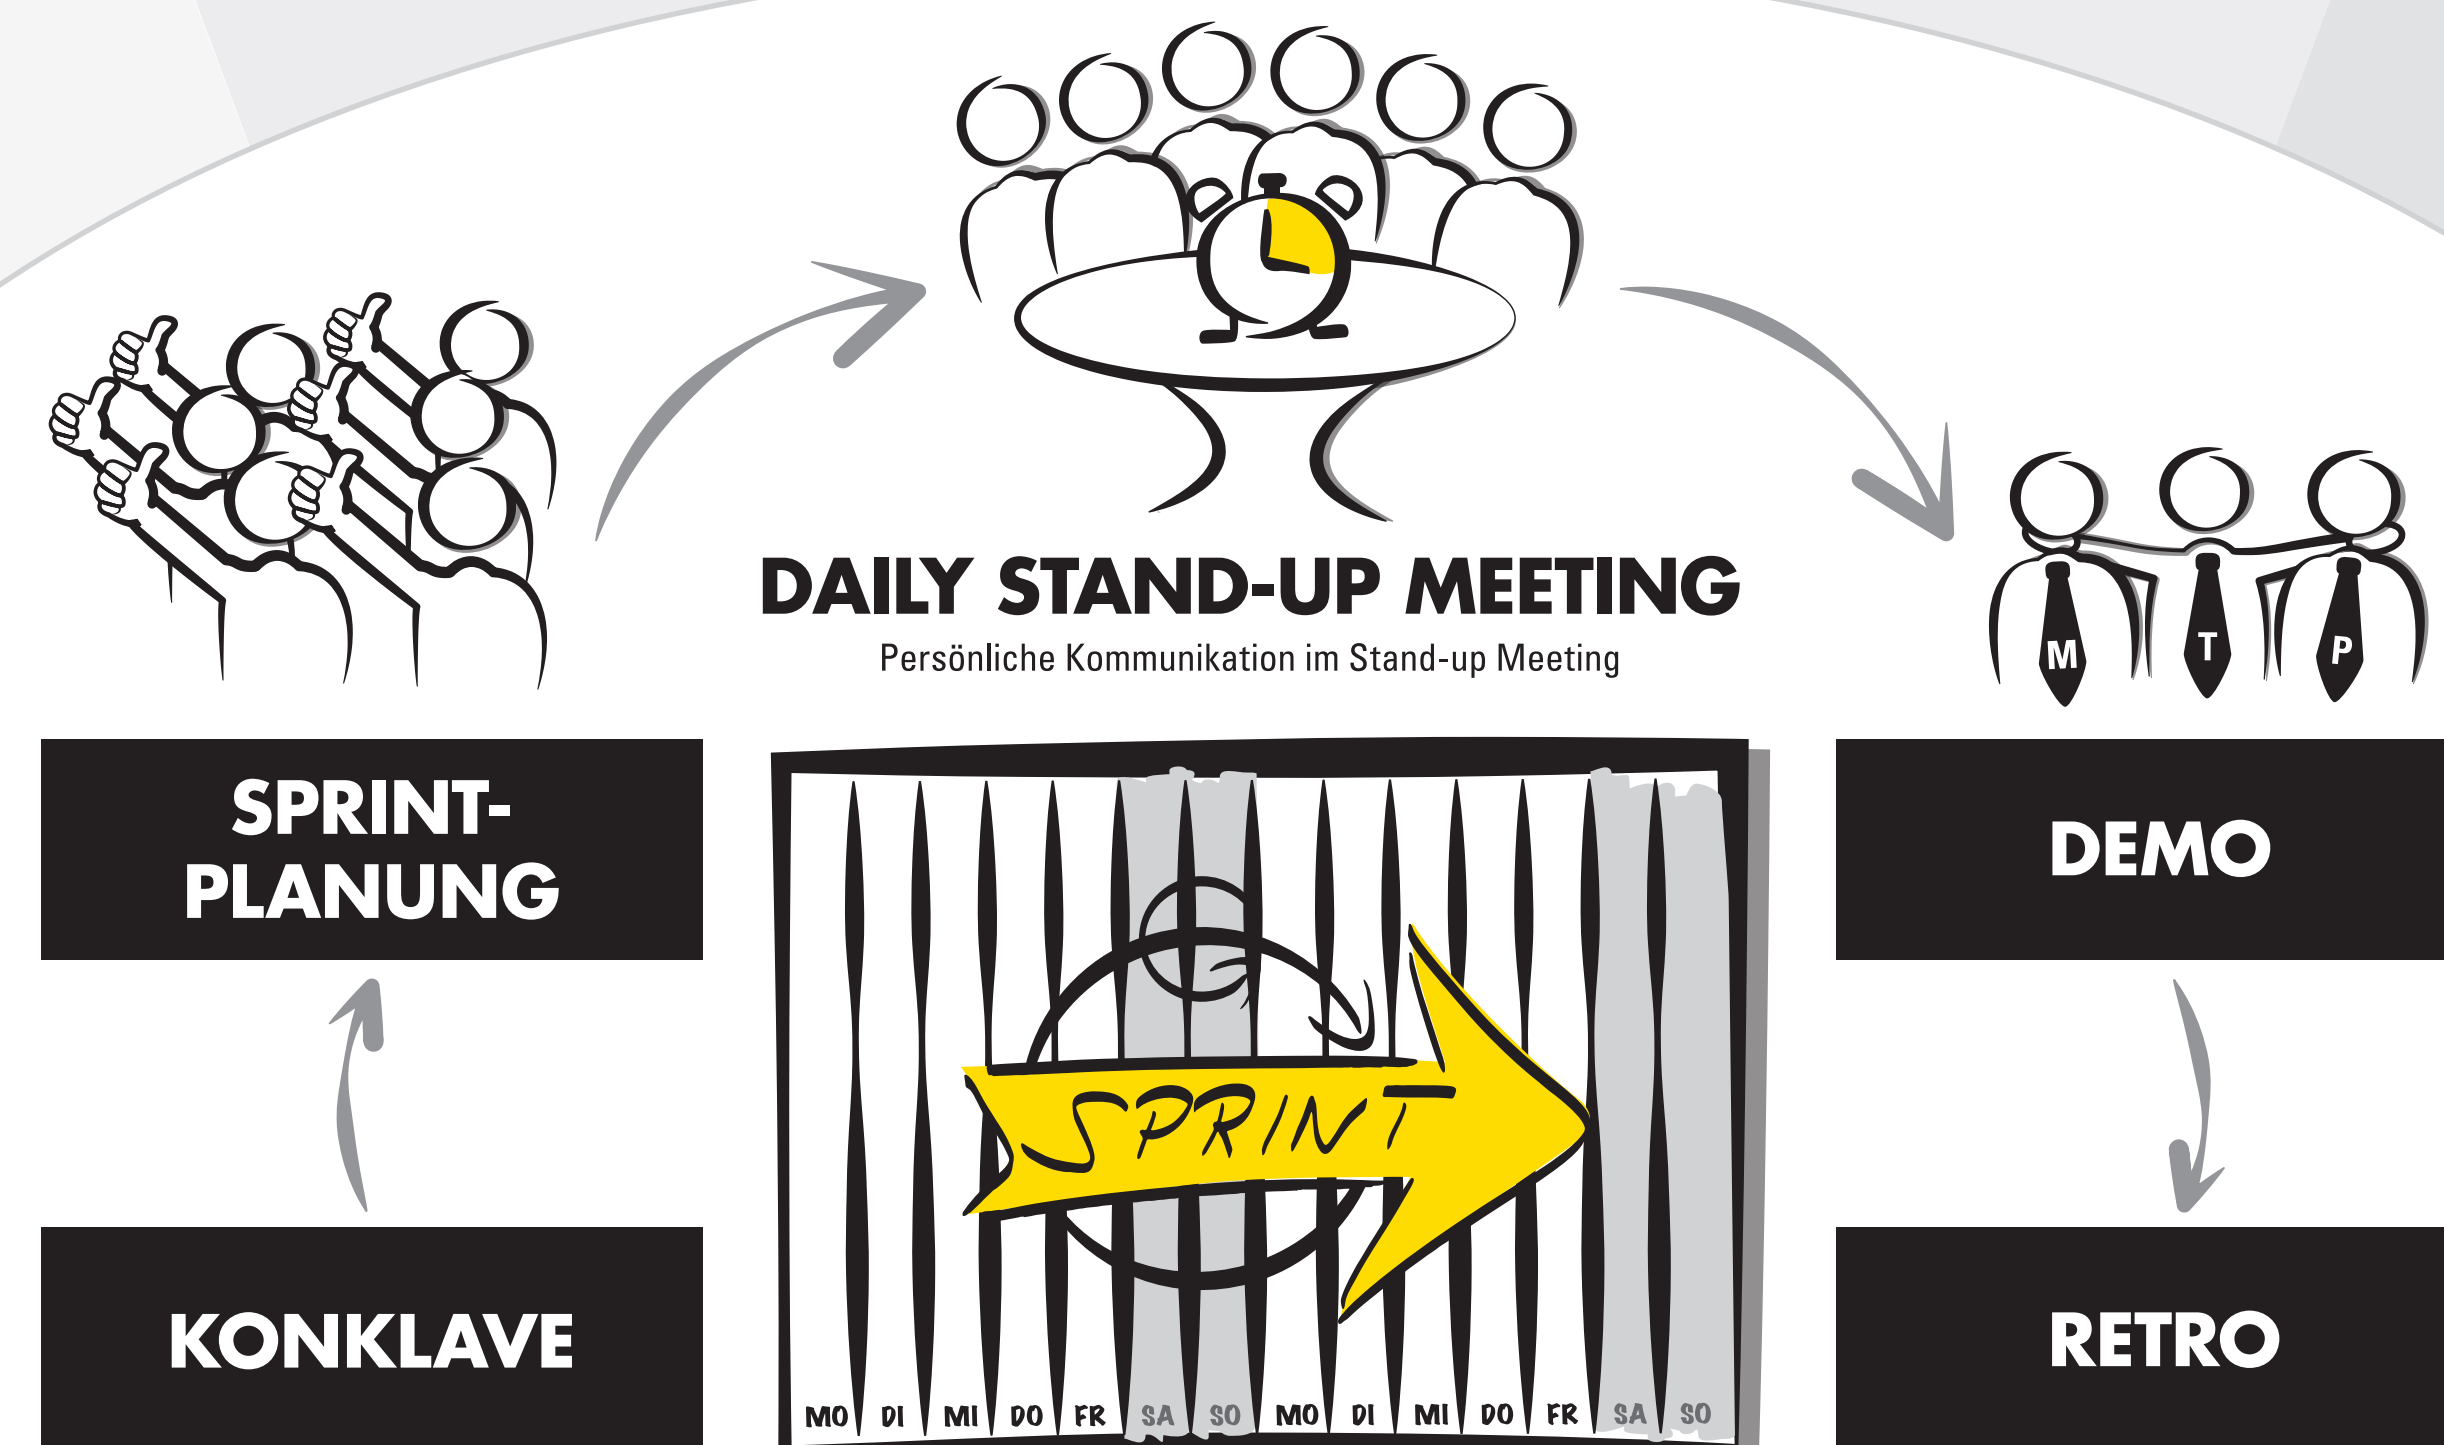 DAILY STAND-UP MEETING
Persönliche Kommunikation im Stand-up Meeting
M T P
SPRINT-
PLANUNG
DEMO
SPRINT
KONKLAVE
RETRO
MO DI MI DO FR SA SO MO DI MI DO FR SA SO